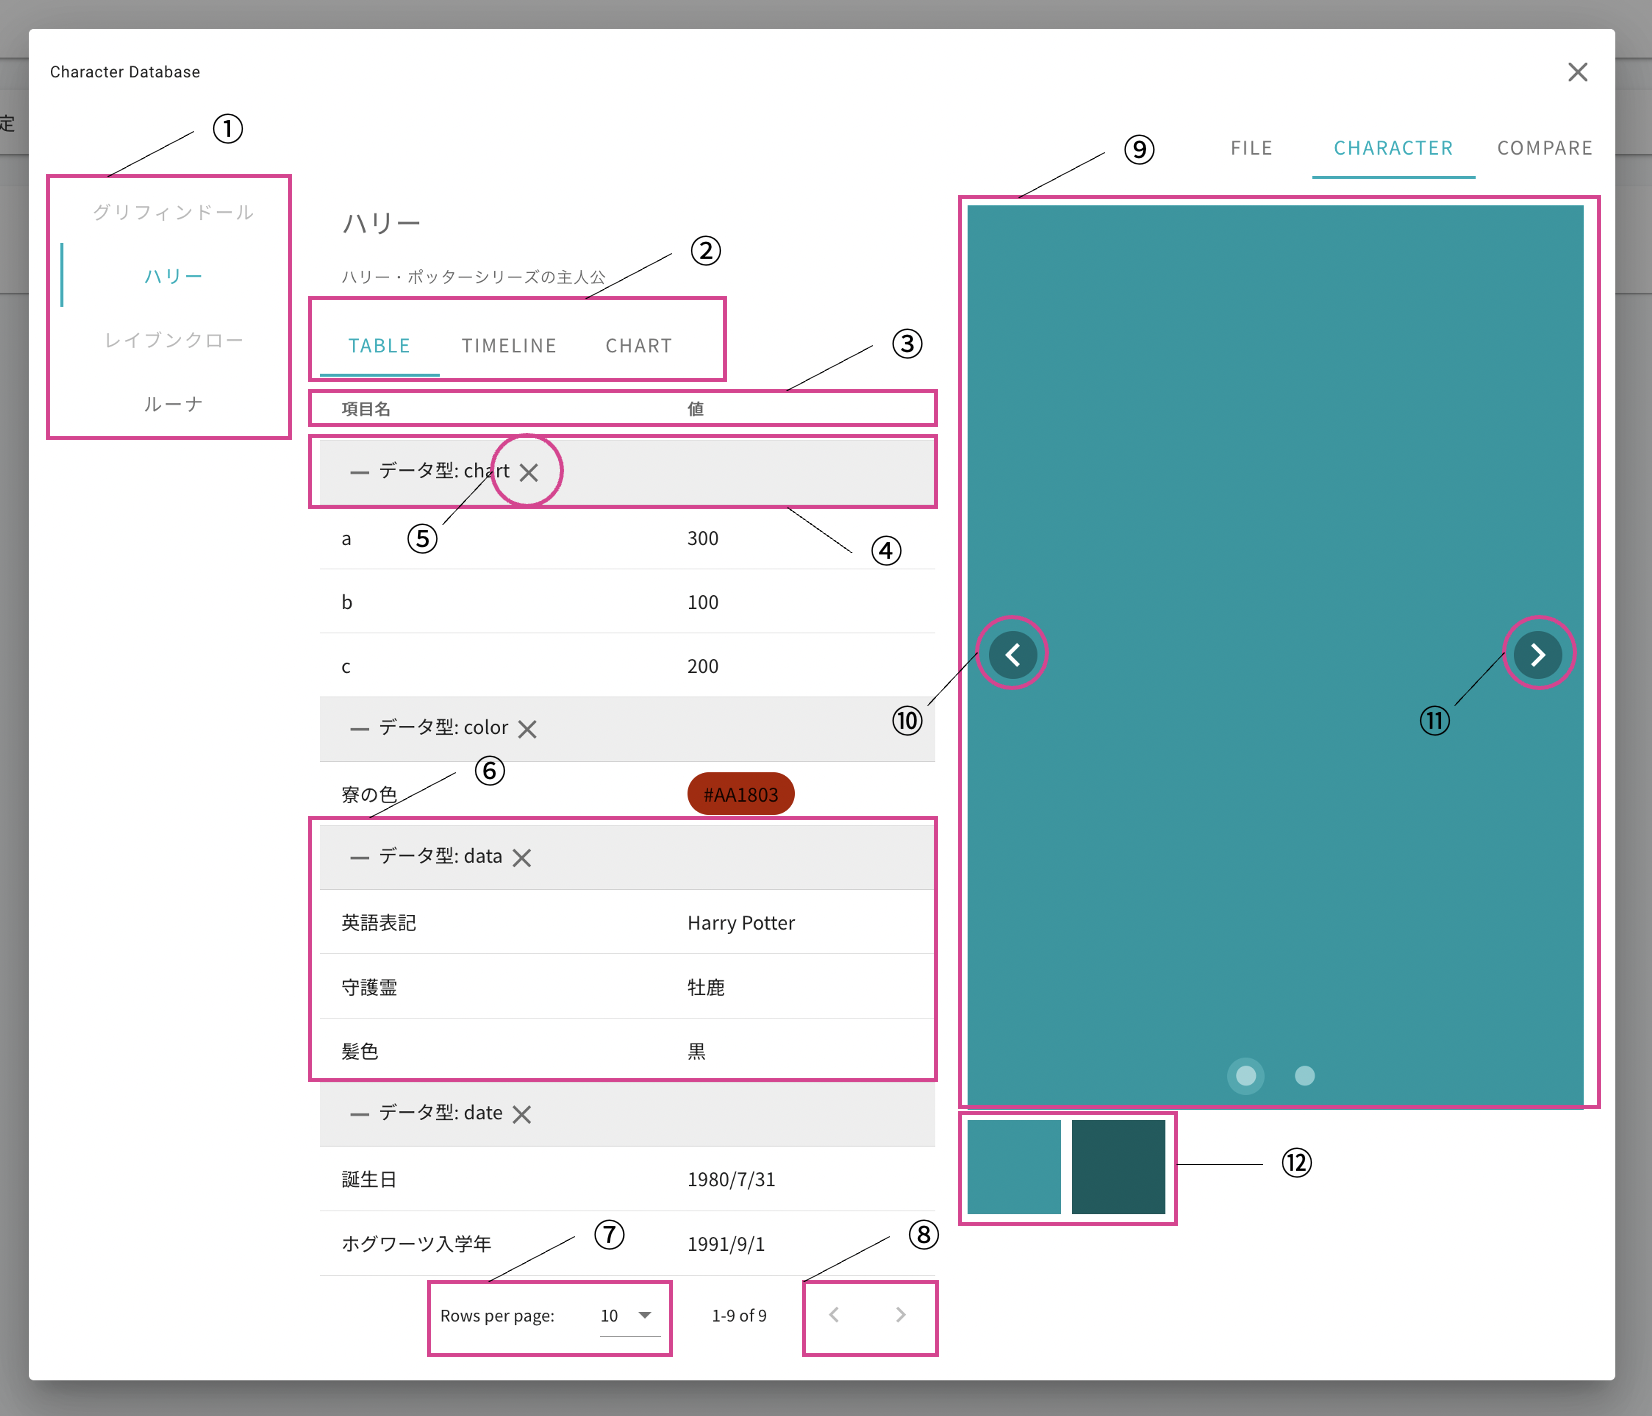 Character Database
定
①
⑨
FILE
CHARACTER
COMPARE
グリフィンドール
ハリー
レイブンクロー
ルーナ
ハリー
②
ハリー・ポッターシリーズの主人公
TABLE
TIMELINE
CHART
③
項目名
値
データ型: chart
⑤
④
a
300
b
100
c
200
データ型: color
⑥
寮の色
#AA1803
データ型: data
英語表記
Harry Potter
守護霊
牡鹿
髪色
黒
データ型: date
誕生日
1980/7/31
ホグワーツ入学年
1991/9/1
⑦
⑧
Rows per page:
10
1-9 of 9
⑩
⑪
⑫